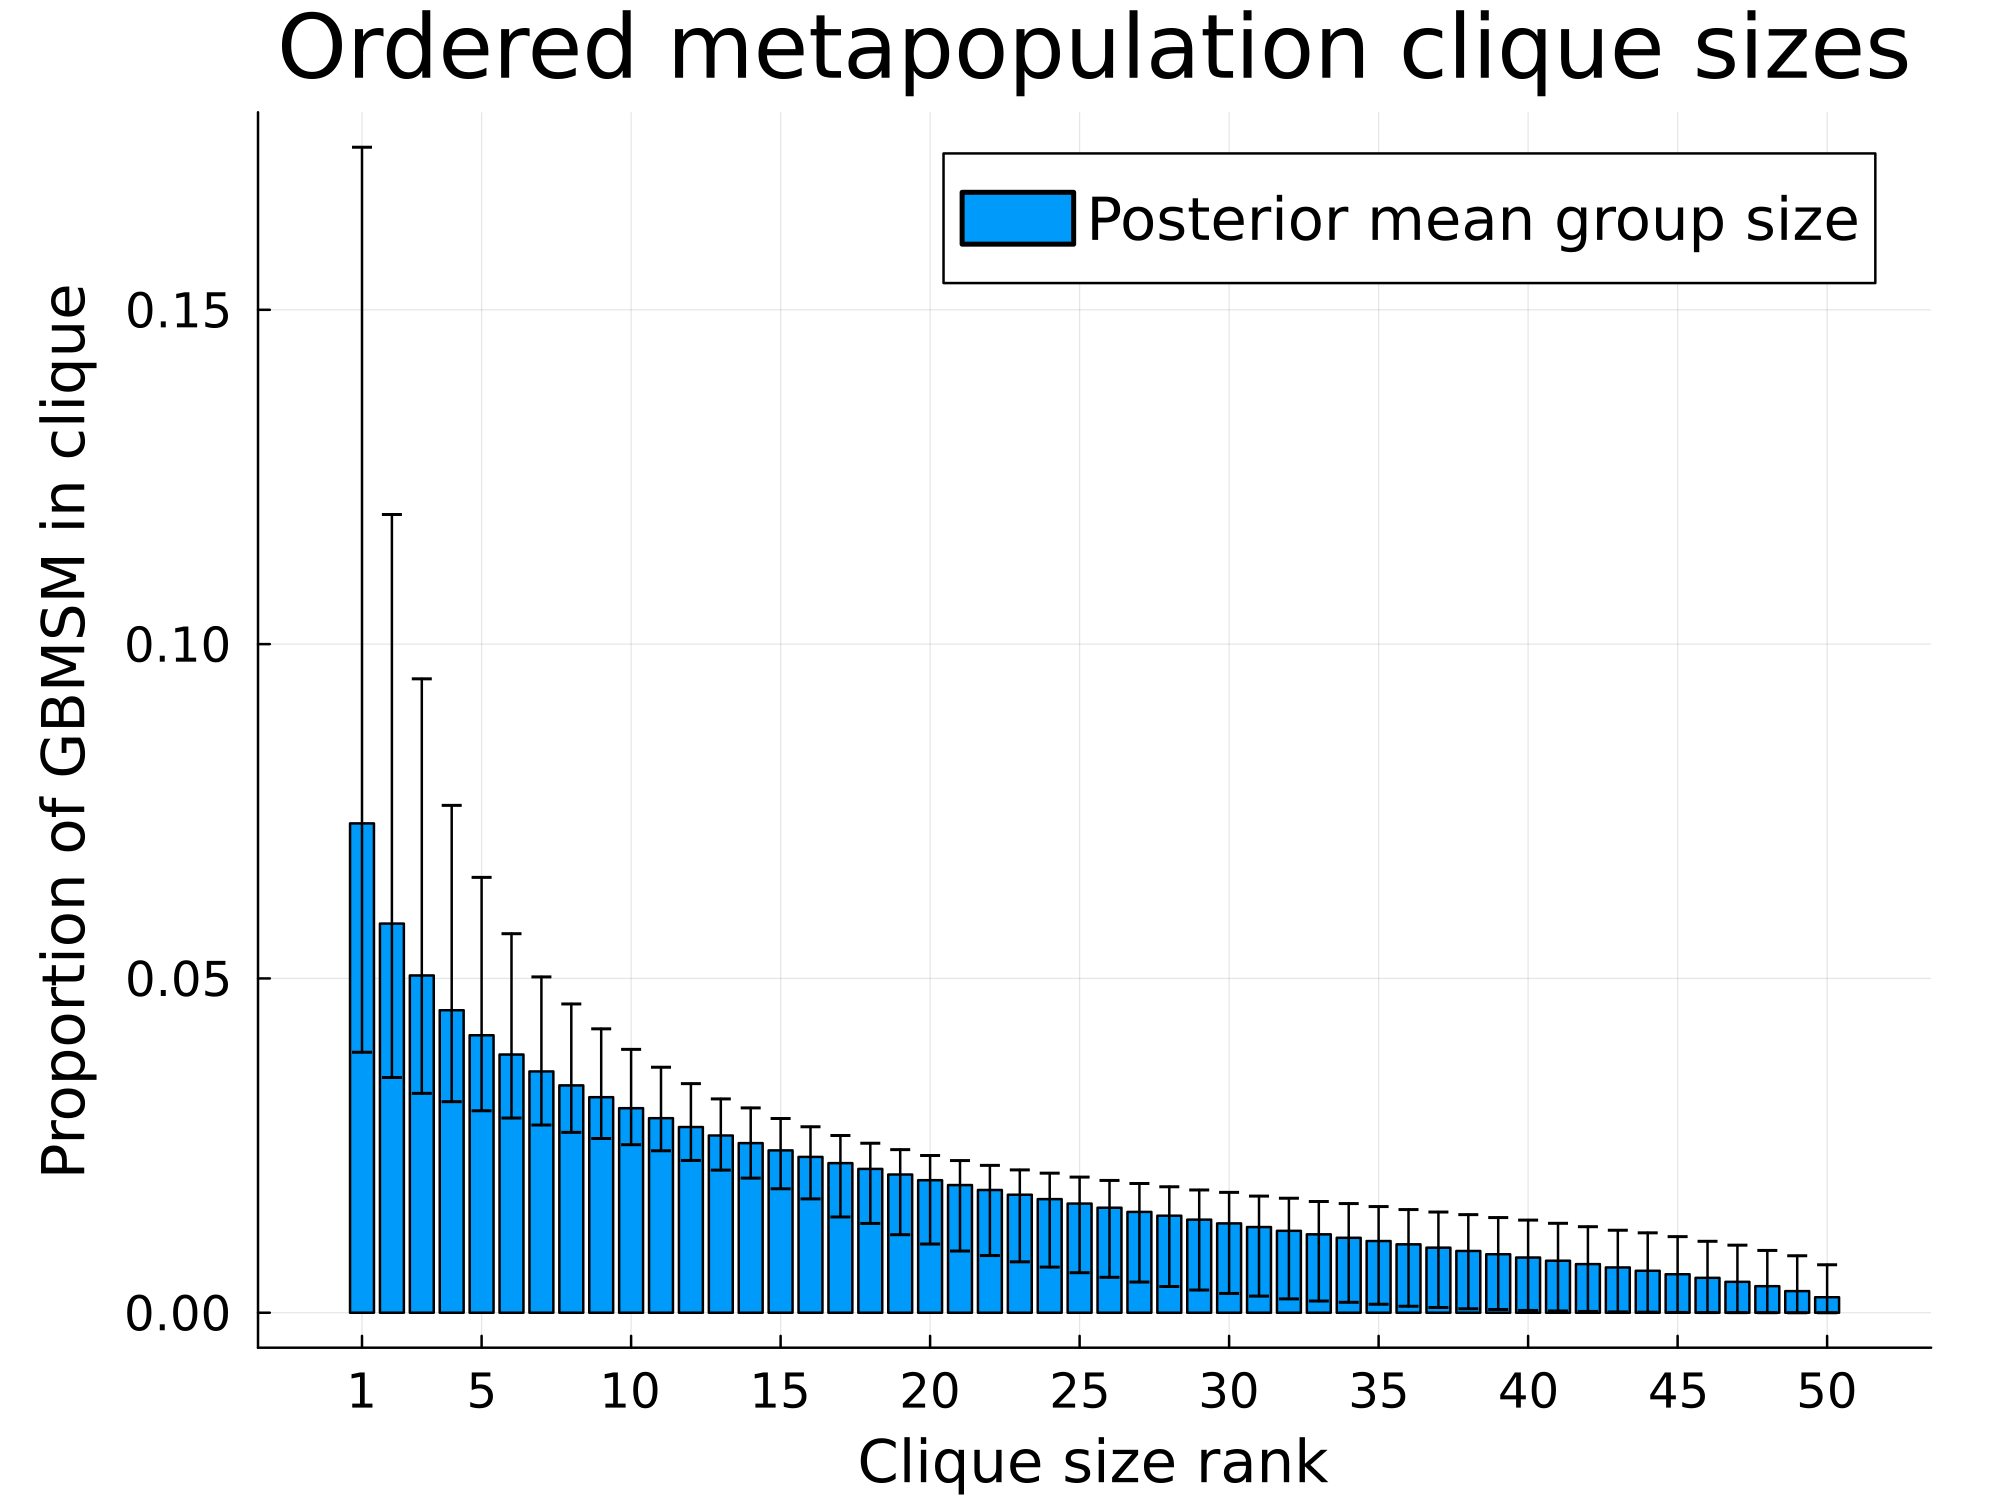 Ordered metapopulation clique sizes
Posterior mean group size
Proportion of GBMSM in clique
0.15
0.10
0.05
0.00
1 5 10 15 20 25 30 35 40 45 50
Clique size rank